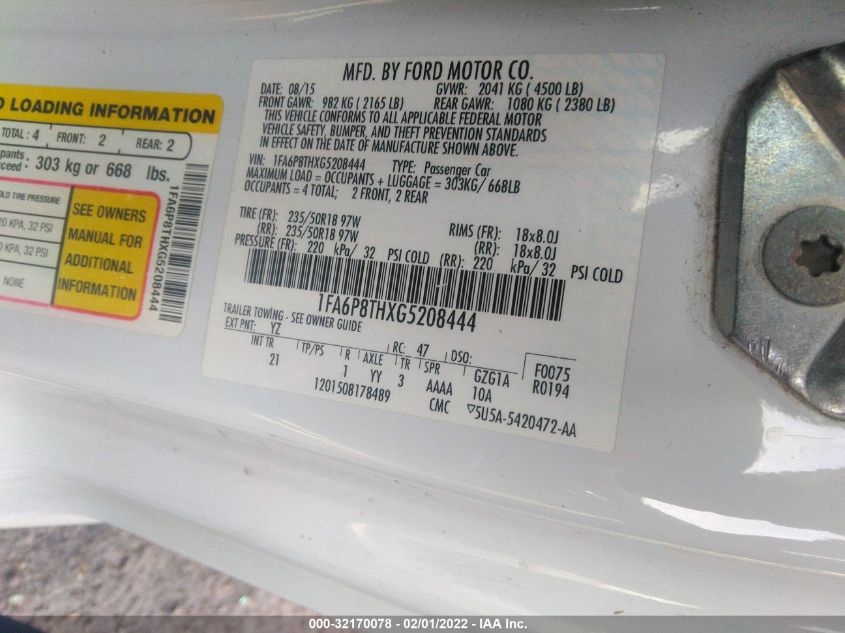 MFD. BY FORD MOTOR CO.
DATE: 08/15 GVWR: 2041 KG ( 4500 LB)
FRONT GAWR: 982 KG ( 2165 LB) REAR GAWR: 1080 KG ( 2380 LB)
THIS VEHICLE CONFORMS TO ALL APPLICABLE FEDERAL MOTOR
VEHICLE SAFETY, BUMPER, AND THEFT PREVENTION STANDARDS
IN EFFECT ON THE DATE OF MANUFACTURE SHOWN ABOVE.
VIN: 1FA6P8THXG5208444 TYPE: Passenger Car
MAXIMUM LOAD = OCCUPANTS + LUGGAGE = 303KG/ 668LB
OCCUPANTS = 4 TOTAL; 2 FRONT, 2 REAR
TIRE (FR): 235/50R18 97W RIMS (FR): 18x8.0J
(RR): 235/50R18 97W (RR): 18x8.0J
PRESSURE (FR): 220 kPa/ 32 PSI COLD (RR): 220 kPa/ 32 PSI COLD
1FA6P8THXG5208444
TRAILER TOWING - SEE OWNER GUIDE
EXT PNT: YZ RC: 47 DSO:
INT TR TP/PS R AXLE TR SPR GZG1A F0075
21 1 YY 3 AAAA 10A R0194
1201508178489 CMC ▽5U5A-5420472-AA
LOADING INFORMATION
TOTAL : 4 FRONT: 2 REAR: 2
303 kg or 668 lbs.
TIRE PRESSURE
KPA, 32 PSI
KPA, 32 PSI
NONE
SEE OWNERS
MANUAL FOR
ADDITIONAL
INFORMATION
1FA6P8THXG5208444
000-32170078 - 02/01/2022 - IAA Inc.